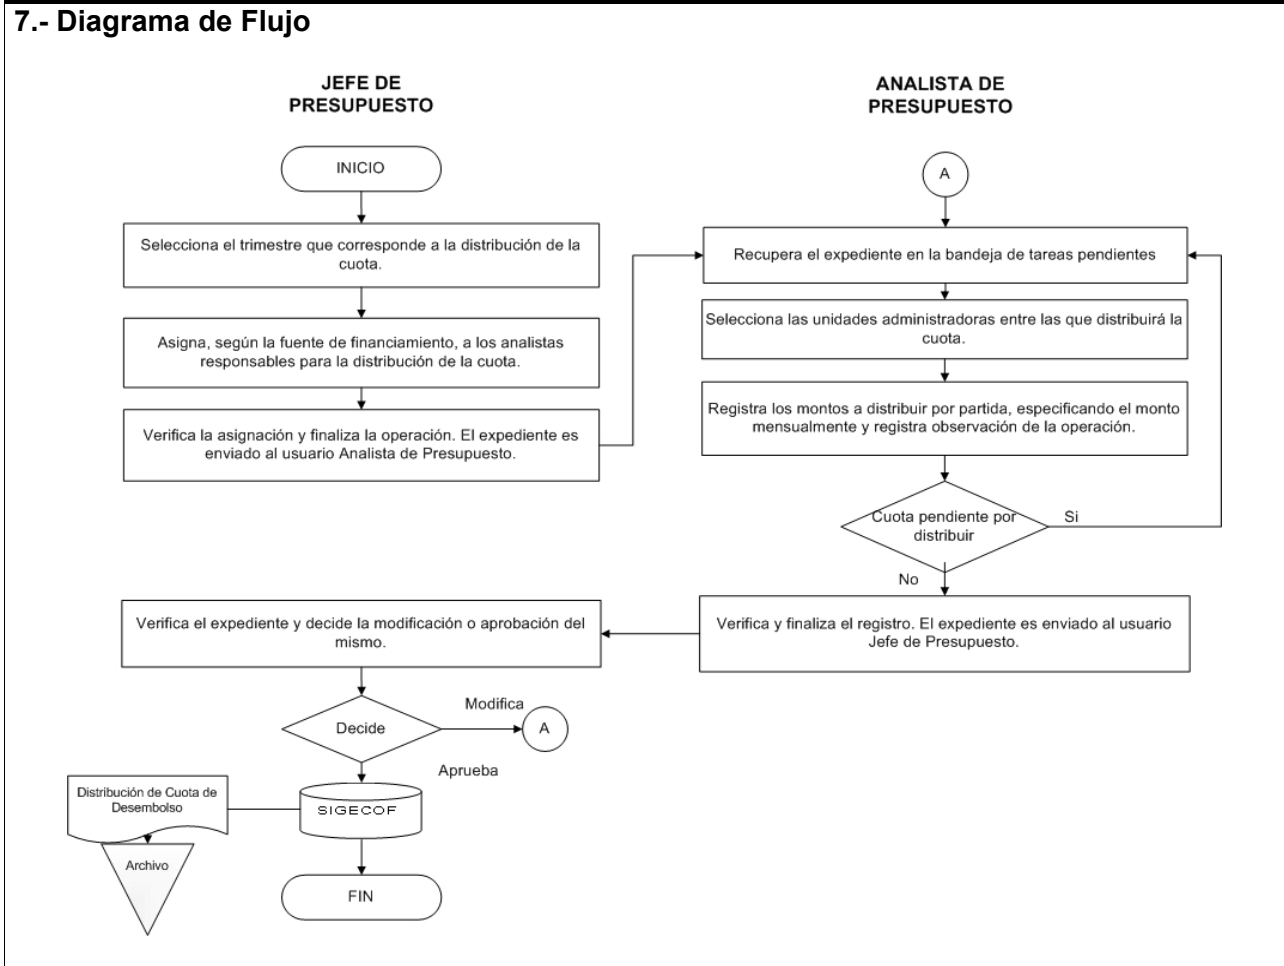 7.- Diagrama de Flujo
JEFE DE
PRESUPUESTO
INICIO
Selecciona el trimestre que corresponde a la distribución de la
cuota.
Asigna, según la fuente de financiamiento, a los analistas
responsables para la distribución de la cuota.
Verifica la asignación y finaliza la operación. El expediente es
enviado al usuario Analista de Presupuesto.
ANALISTA DE
PRESUPUESTO
A
Recupera el expediente en la bandeja de tareas pendientes
Selecciona las unidades administradoras entre las que distribuirá la
cuota.
Registra los montos a distribuir por partida, especificando el monto
mensualmente y registra observación de la operación.
Cuota pendiente por
distribuir
Si
No
Verifica y finaliza el registro. El expediente es enviado al usuario
Jefe de Presupuesto.
Verifica el expediente y decide la modificación o aprobación del
mismo.
Decide
Modifica
A
Aprueba
SIGECOF
Distribución de Cuota de
Desembolso
Archivo
FIN